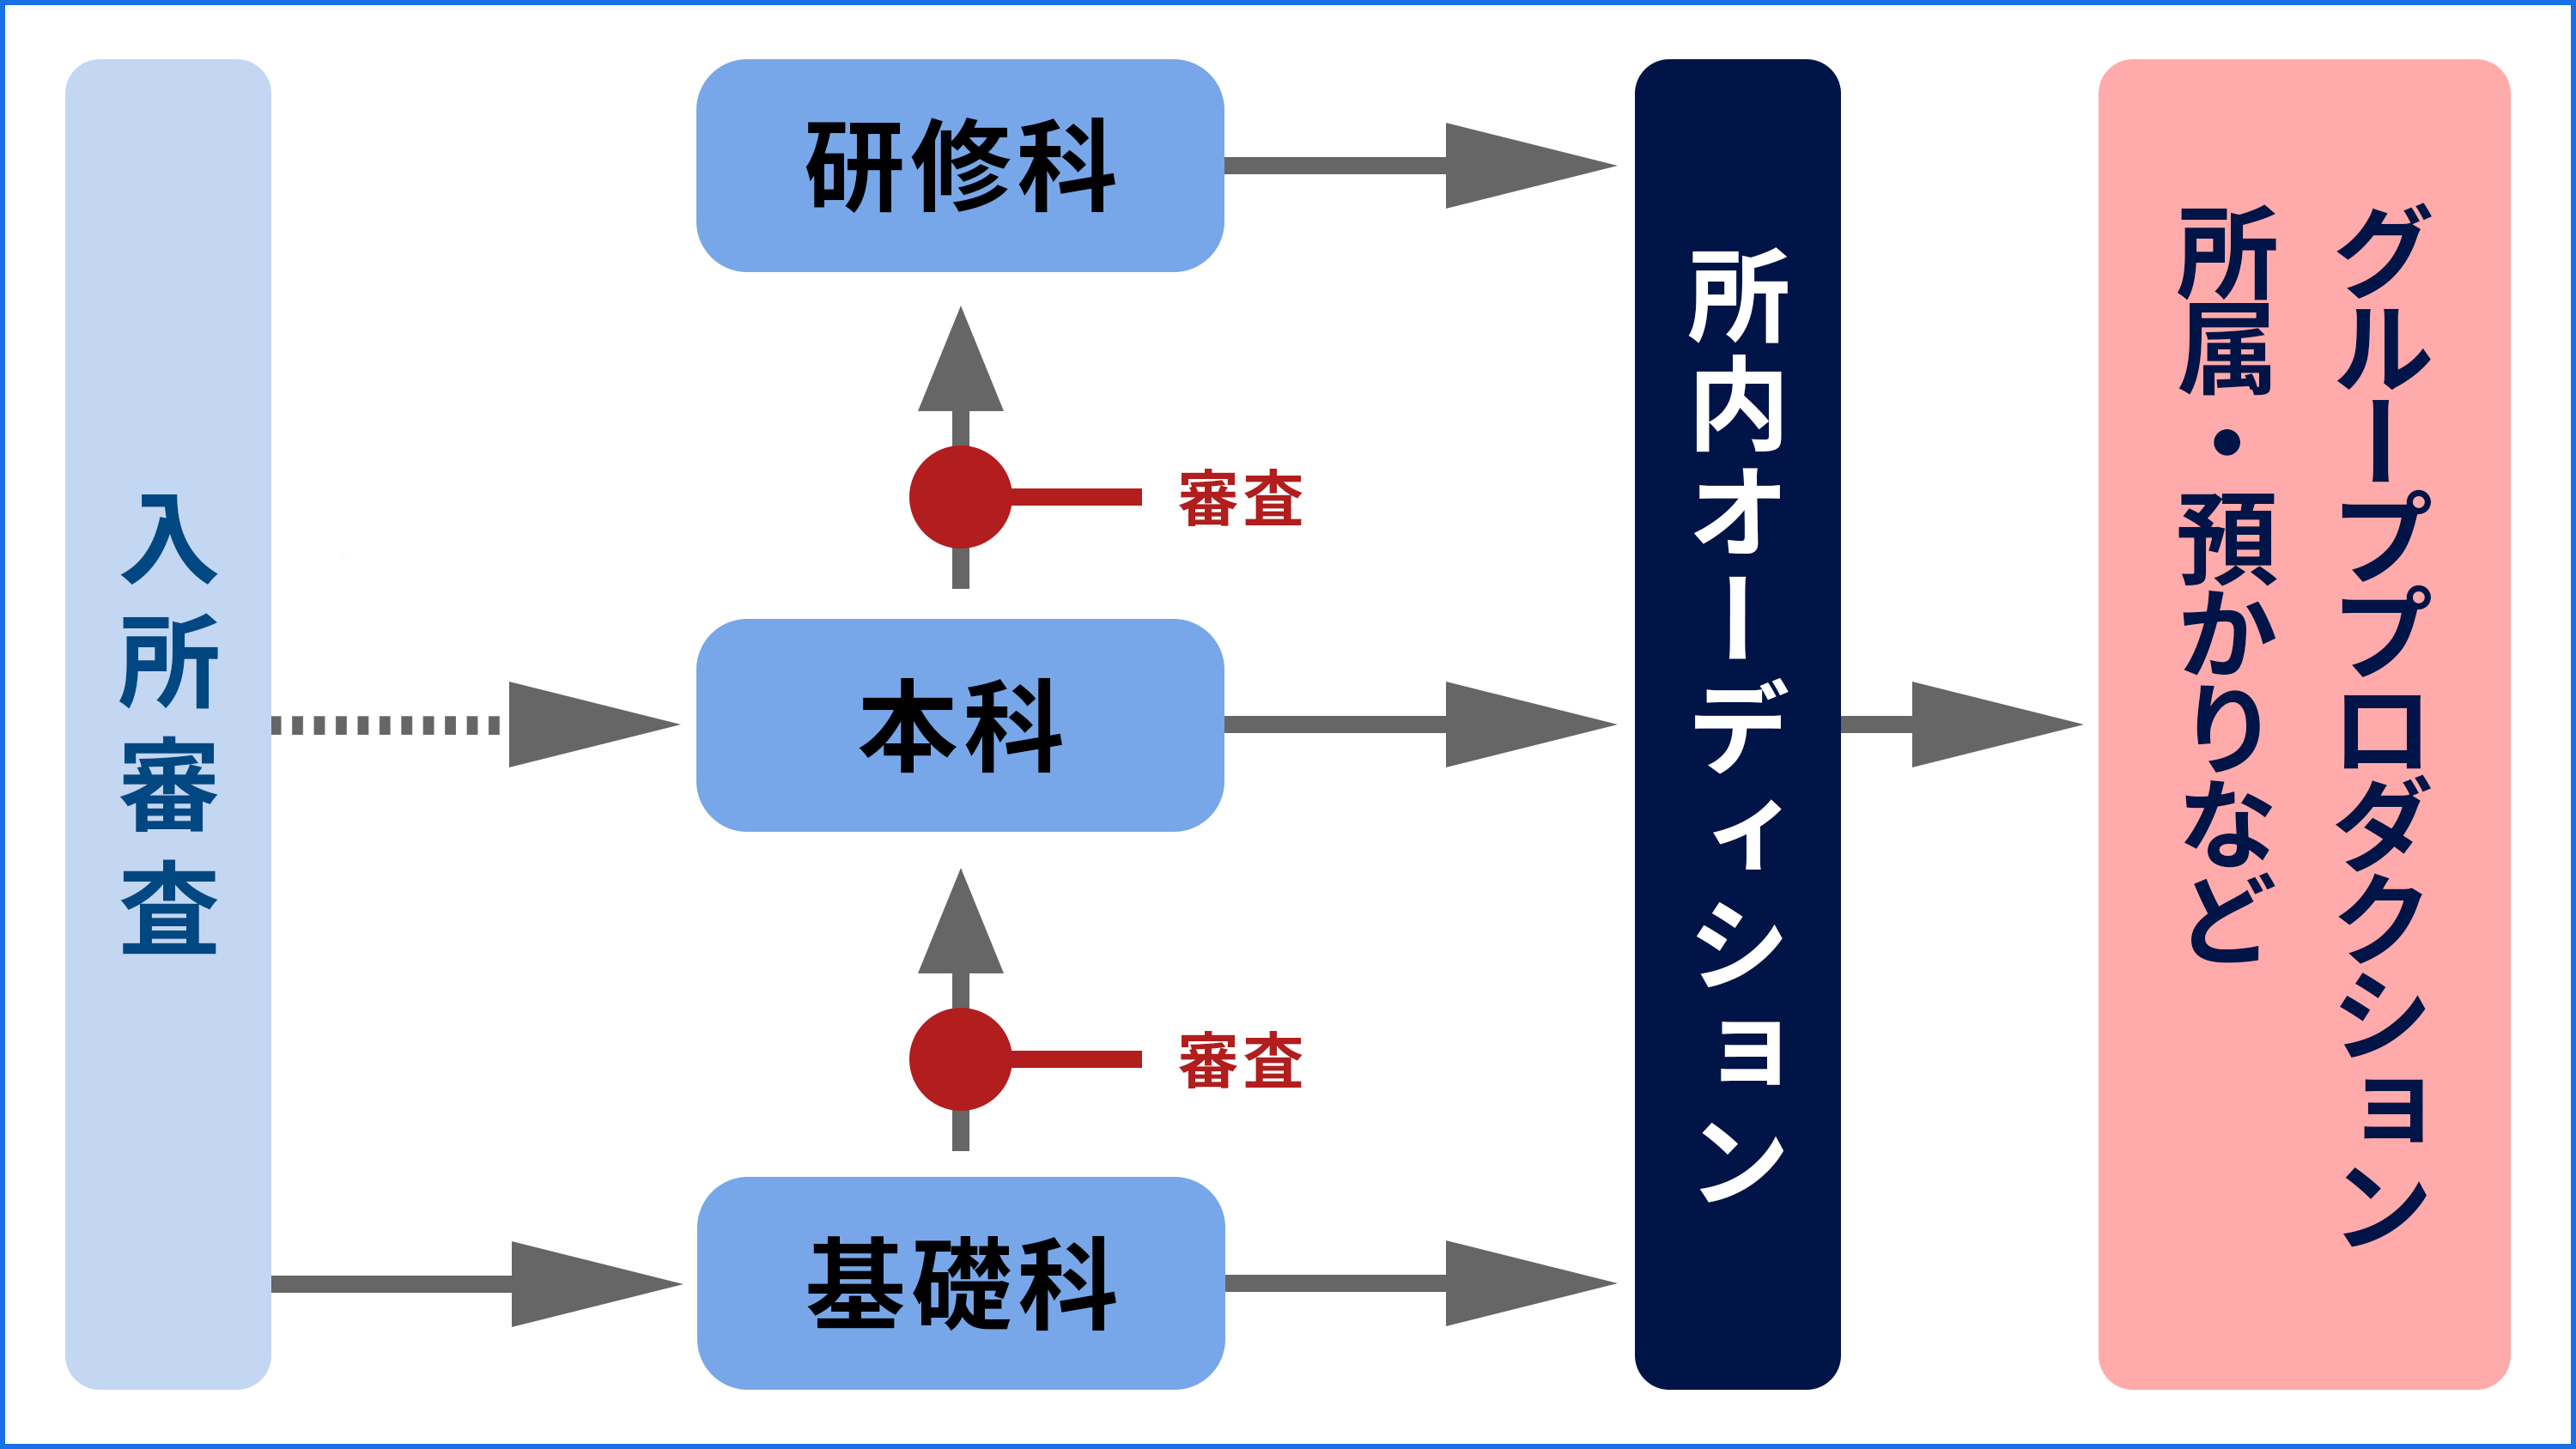 入所審査
研修科
審査
本科
審査
基礎科
所内オーディション
グループプロダクション
所属・預かりなど